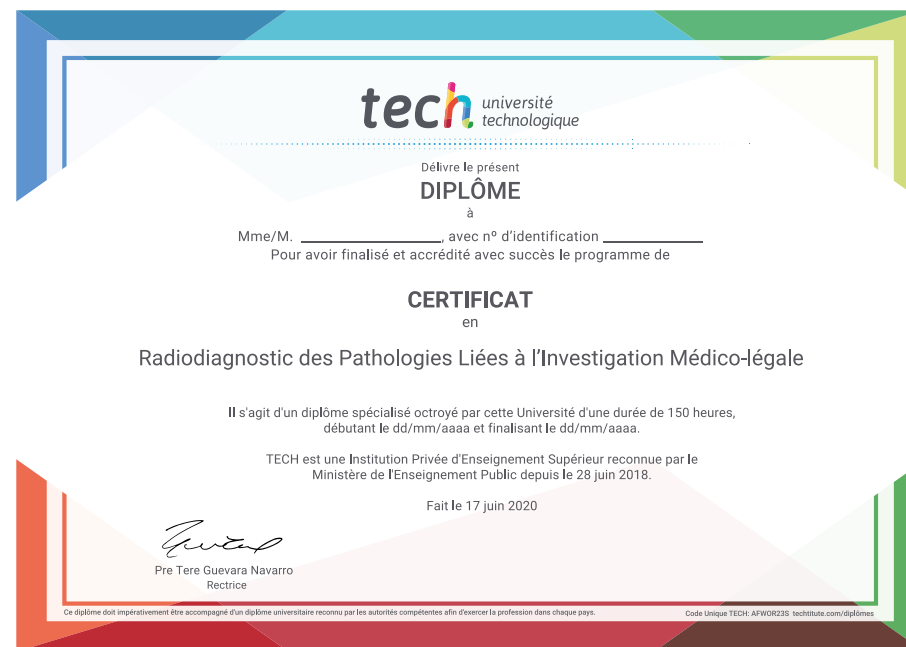 tech université
technologique
Délivre le présent
DIPLÔME
à
Mme/M. ____________________, avec nº d'identification ______________
Pour avoir finalisé et accrédité avec succès le programme de
CERTIFICAT
en
Radiodiagnostic des Pathologies Liées à l'Investigation Médico-légale
Il s'agit d'un diplôme spécialisé octroyé par cette Université d'une durée de 150 heures,
débutant le dd/mm/aaaa et finalisant le dd/mm/aaaa.
TECH est une Institution Privée d'Enseignement Supérieur reconnue par le
Ministère de l'Enseignement Public depuis le 28 juin 2018.
Fait le 17 juin 2020
Pre Tere Guevara Navarro
Rectrice
Ce diplôme doit impérativement être accompagné d'un diplôme universitaire reconnu par les autorités compétentes afin d'exercer la profession dans chaque pays.
Code Unique TECH: AFWOR23S techtitute.com/diplômes